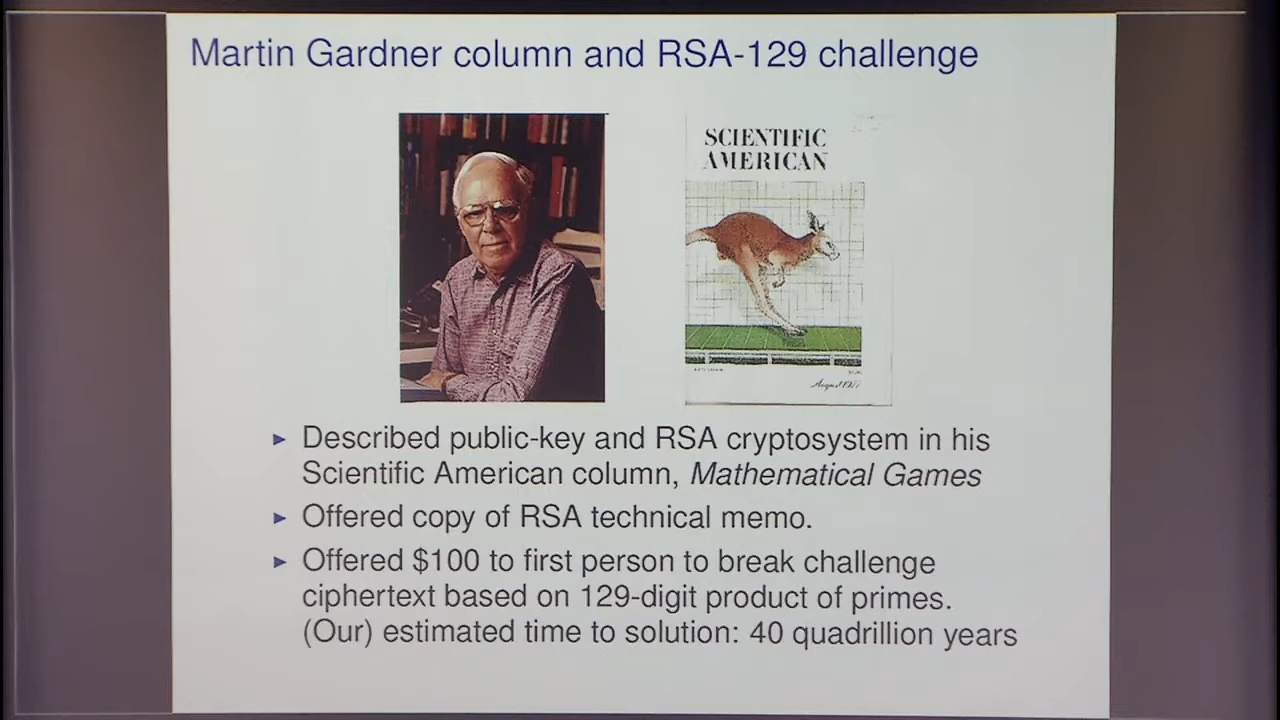 Martin Gardner column and RSA-129 challenge
SCIENTIFIC
AMERICAN
August 1977
► Described public-key and RSA cryptosystem in his
Scientific American column, Mathematical Games
► Offered copy of RSA technical memo.
► Offered $100 to first person to break challenge
ciphertext based on 129-digit product of primes.
(Our) estimated time to solution: 40 quadrillion years